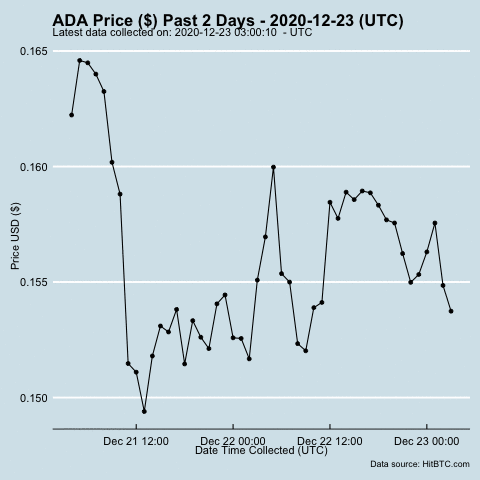 ADA Price ($) Past 2 Days - 2020-12-23 (UTC)
Latest data collected on: 2020-12-23 03:00:10  - UTC
0.165
0.160
0.155
0.150
Price USD ($)
Dec 21 12:00
Dec 22 00:00
Dec 22 12:00
Dec 23 00:00
Date Time Collected (UTC)
Data source: HitBTC.com